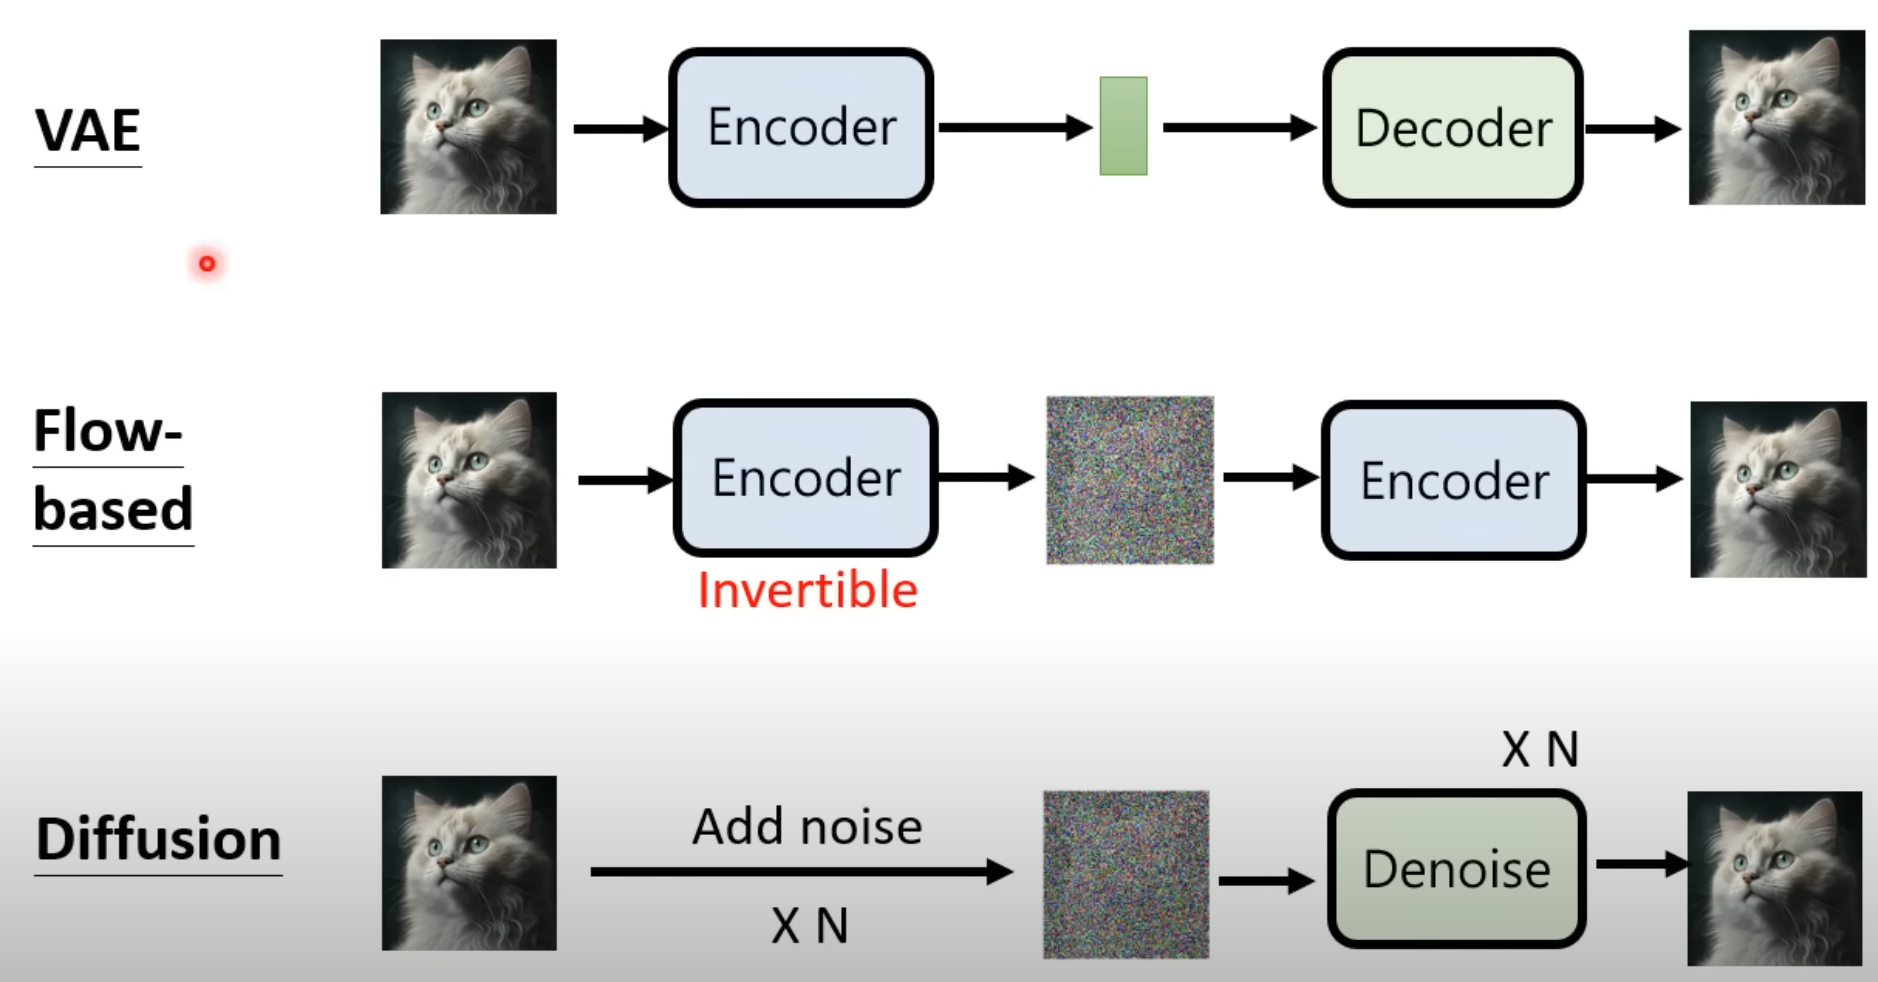 VAE
Encoder
Decoder
Flow-
based
Encoder
Encoder
Invertible
X N
Diffusion
Add noise
Denoise
X N